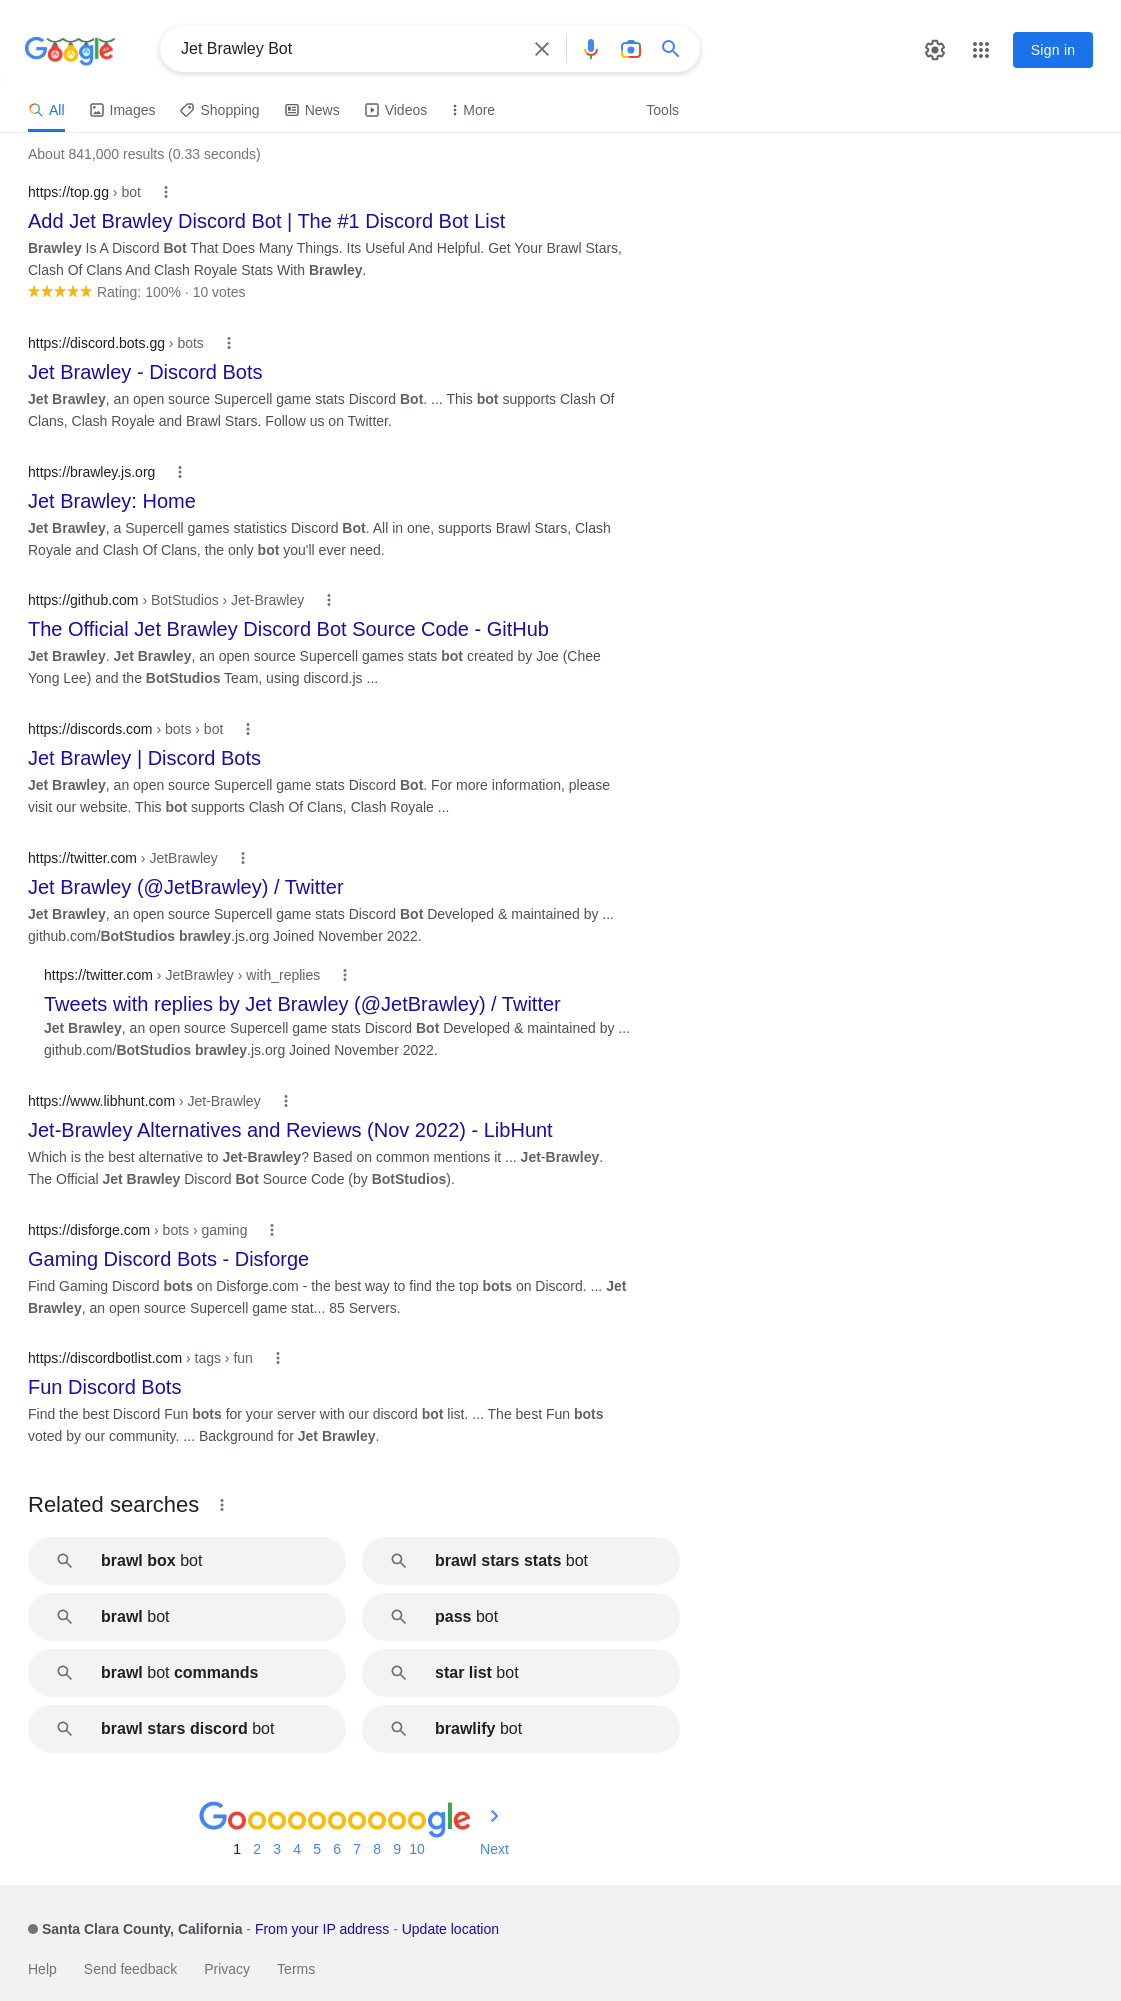 Google
Jet Brawley Bot
Sign in
All Images Shopping News Videos More Tools
About 841,000 results (0.33 seconds)
https://top.gg › bot
Add Jet Brawley Discord Bot | The #1 Discord Bot List
Brawley Is A Discord Bot That Does Many Things. Its Useful And Helpful. Get Your Brawl Stars,
Clash Of Clans And Clash Royale Stats With Brawley.
Rating: 100% · 10 votes
https://discord.bots.gg › bots
Jet Brawley - Discord Bots
Jet Brawley, an open source Supercell game stats Discord Bot. ... This bot supports Clash Of
Clans, Clash Royale and Brawl Stars. Follow us on Twitter.
https://brawley.js.org
Jet Brawley: Home
Jet Brawley, a Supercell games statistics Discord Bot. All in one, supports Brawl Stars, Clash
Royale and Clash Of Clans, the only bot you'll ever need.
https://github.com › BotStudios › Jet-Brawley
The Official Jet Brawley Discord Bot Source Code - GitHub
Jet Brawley. Jet Brawley, an open source Supercell games stats bot created by Joe (Chee
Yong Lee) and the BotStudios Team, using discord.js ...
https://discords.com › bots › bot
Jet Brawley | Discord Bots
Jet Brawley, an open source Supercell game stats Discord Bot. For more information, please
visit our website. This bot supports Clash Of Clans, Clash Royale ...
https://twitter.com › JetBrawley
Jet Brawley (@JetBrawley) / Twitter
Jet Brawley, an open source Supercell game stats Discord Bot Developed & maintained by ...
github.com/BotStudios brawley.js.org Joined November 2022.
https://twitter.com › JetBrawley › with_replies
Tweets with replies by Jet Brawley (@JetBrawley) / Twitter
Jet Brawley, an open source Supercell game stats Discord Bot Developed & maintained by ...
github.com/BotStudios brawley.js.org Joined November 2022.
https://www.libhunt.com › Jet-Brawley
Jet-Brawley Alternatives and Reviews (Nov 2022) - LibHunt
Which is the best alternative to Jet-Brawley? Based on common mentions it ... Jet-Brawley.
The Official Jet Brawley Discord Bot Source Code (by BotStudios).
https://disforge.com › bots › gaming
Gaming Discord Bots - Disforge
Find Gaming Discord bots on Disforge.com - the best way to find the top bots on Discord. ... Jet
Brawley, an open source Supercell game stat... 85 Servers.
https://discordbotlist.com › tags › fun
Fun Discord Bots
Find the best Discord Fun bots for your server with our discord bot list. ... The best Fun bots
voted by our community. ... Background for Jet Brawley.
Related searches
brawl box bot
brawl stars stats bot
brawl bot
pass bot
brawl bot commands
star list bot
brawl stars discord bot
brawlify bot
Goooooooooogle
1 2 3 4 5 6 7 8 9 10 Next
Santa Clara County, California - From your IP address - Update location
Help Send feedback Privacy Terms